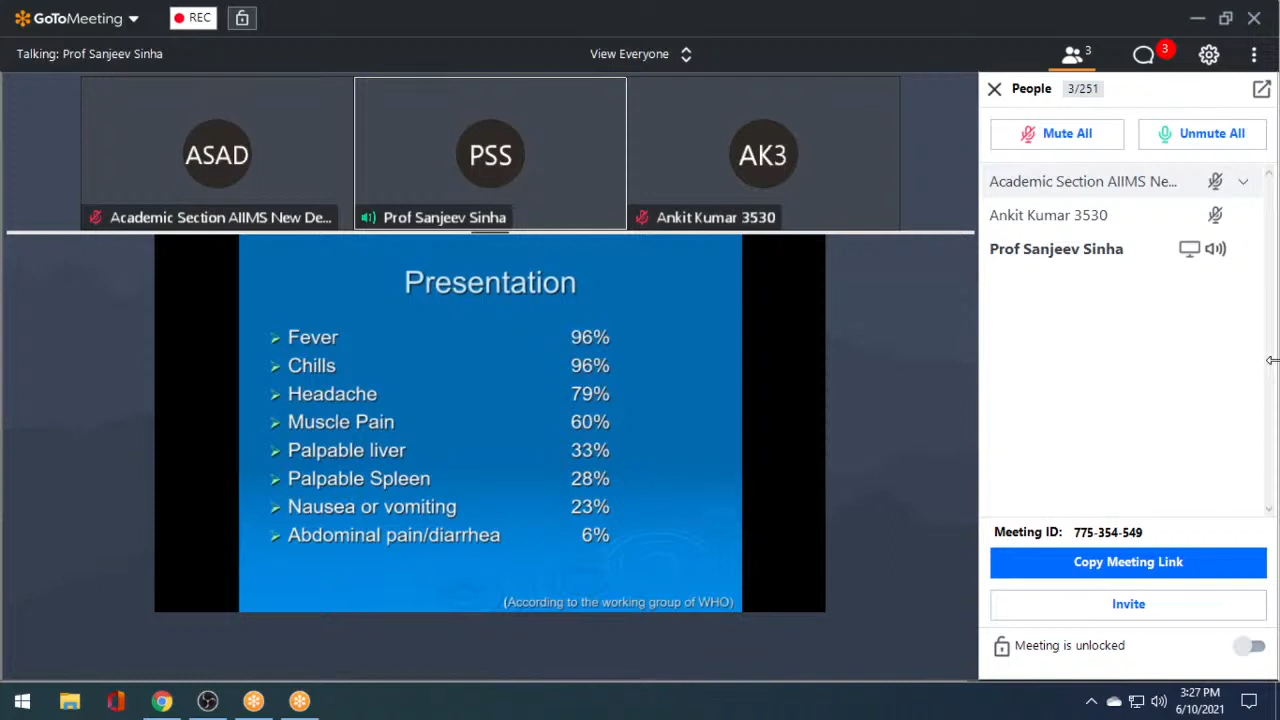 GoToMeeting
REC
Talking: Prof Sanjeev Sinha
View Everyone
3
3
ASAD
PSS
AK3
Academic Section AIIMS New De...
Prof Sanjeev Sinha
Ankit Kumar 3530
People 3/251
Mute All
Unmute All
Academic Section AIIMS Ne...
Ankit Kumar 3530
Prof Sanjeev Sinha
Presentation
Fever 96%
Chills 96%
Headache 79%
Muscle Pain 60%
Palpable liver 33%
Palpable Spleen 28%
Nausea or vomiting 23%
Abdominal pain/diarrhea 6%
(According to the working group of WHO)
Meeting ID: 775-354-549
Copy Meeting Link
Invite
Meeting is unlocked
3:27 PM
6/10/2021